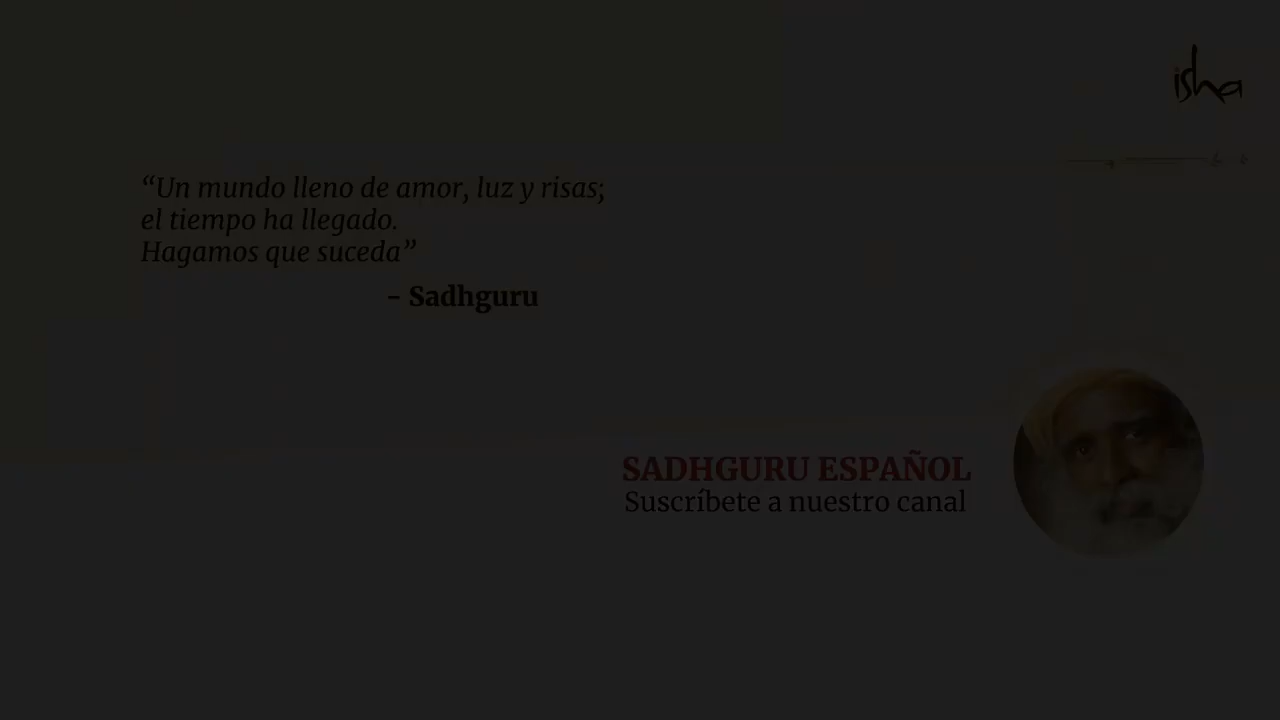 isha
“Un mundo lleno de amor, luz y risas;
el tiempo ha llegado.
Hagamos que suceda”
– Sadhguru
SADHGURU ESPAÑOL
Suscríbete a nuestro canal